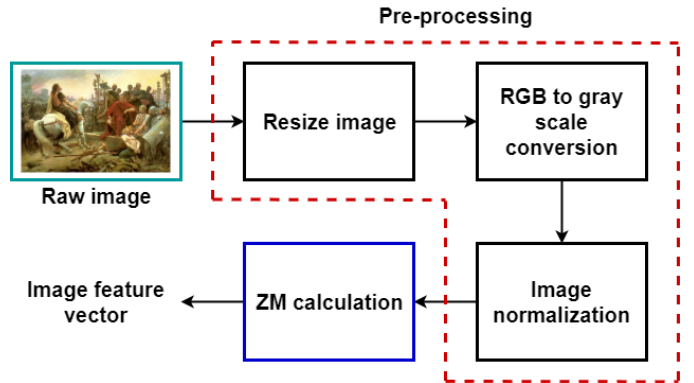 Pre-processing
Resize image
RGB to gray
scale
conversion
Raw image
Image feature
vector
ZM calculation
Image
normalization